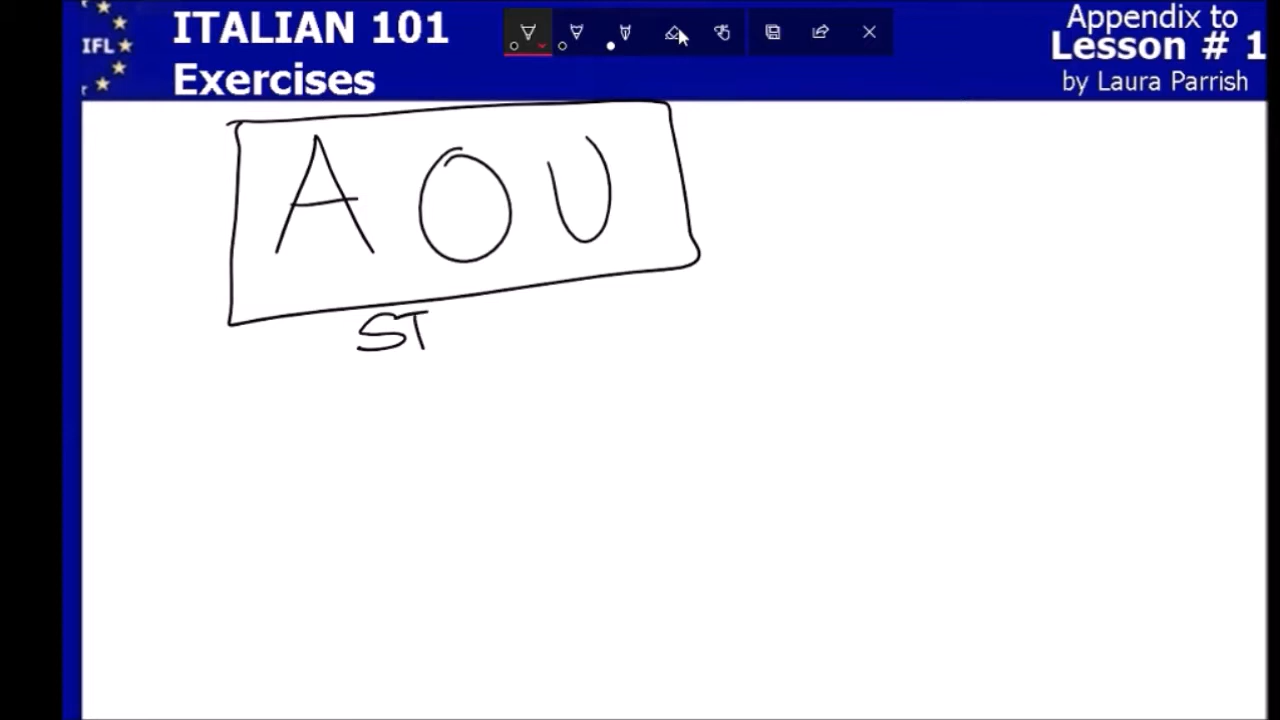 IFL
ITALIAN 101
Exercises
Appendix to
Lesson # 1
by Laura Parrish
A O U
ST